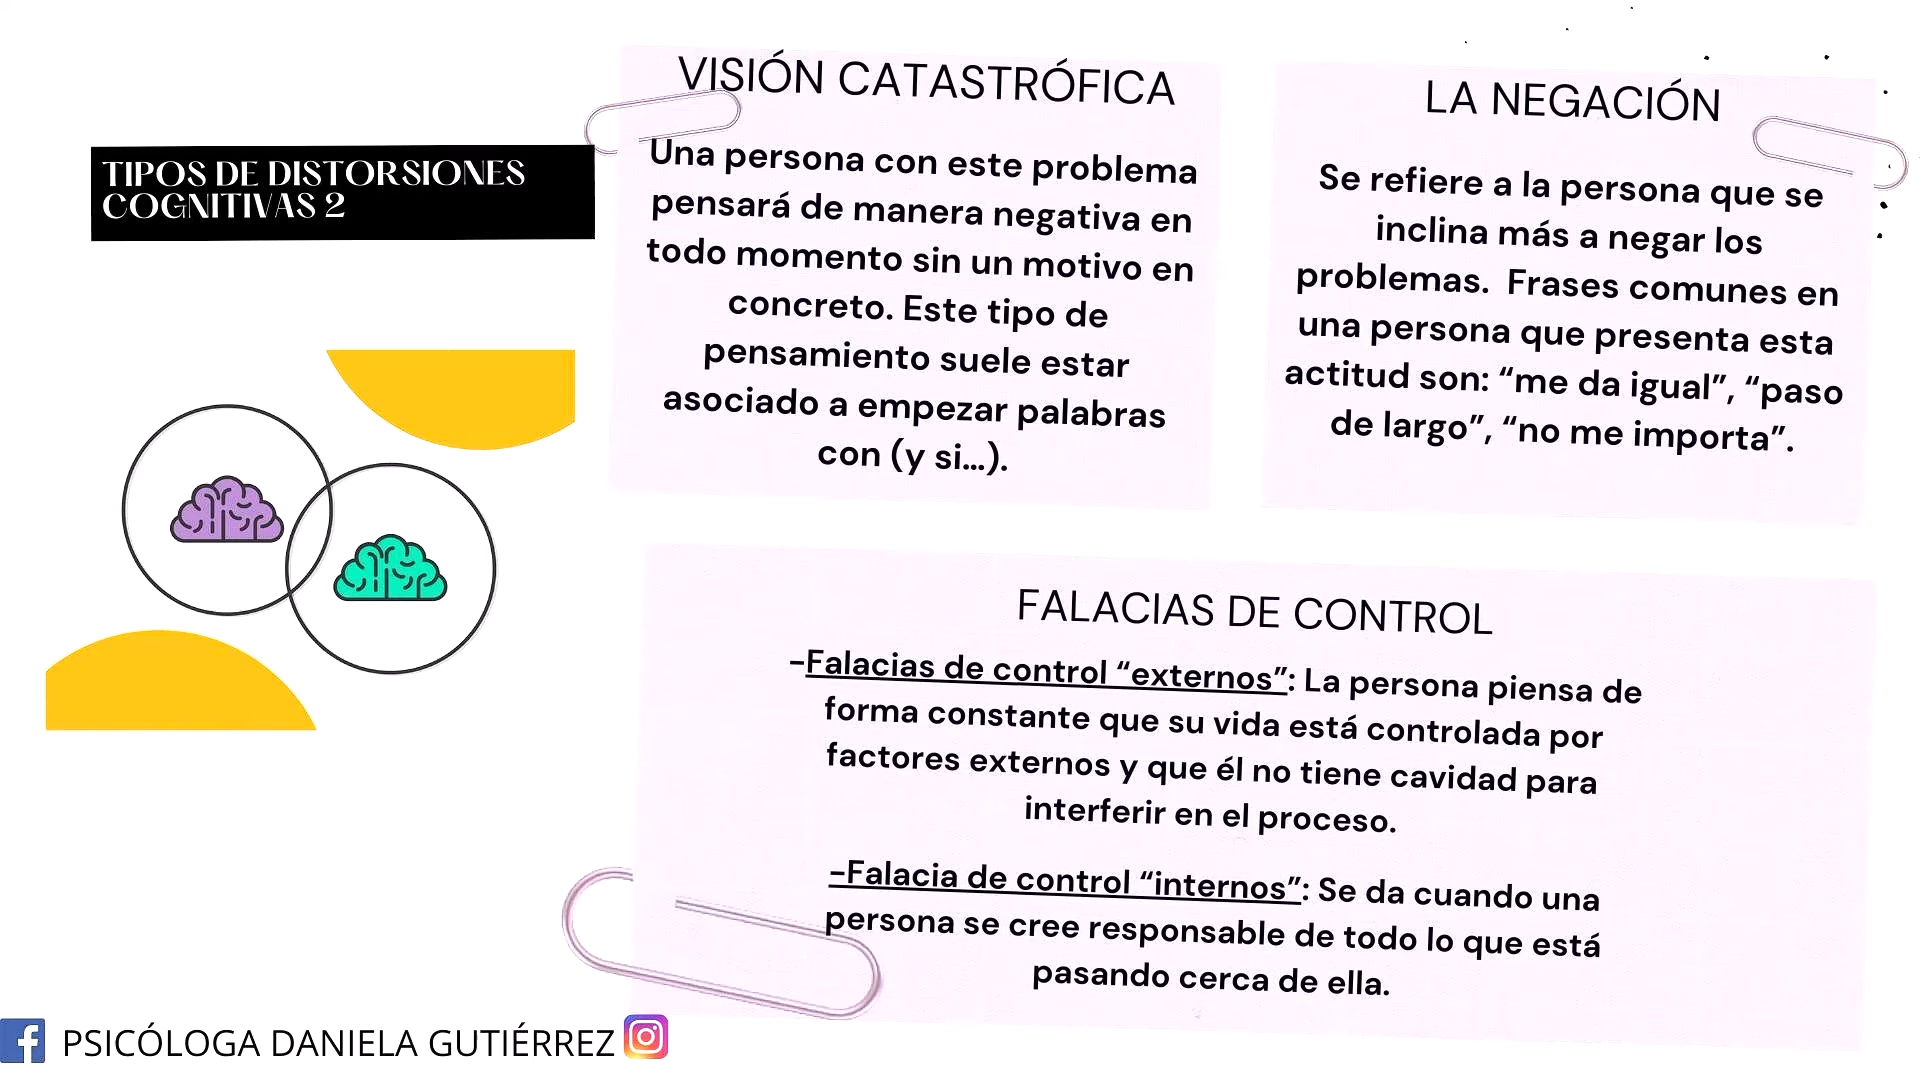 TIPOS DE DISTORSIONES
COGNITIVAS 2
VISIÓN CATASTRÓFICA
Una persona con este problema
pensará de manera negativa en
todo momento sin un motivo en
concreto. Este tipo de
pensamiento suele estar
asociado a empezar palabras
con (y si...).
LA NEGACIÓN
Se refiere a la persona que se
inclina más a negar los
problemas. Frases comunes en
una persona que presenta esta
actitud son: “me da igual”, “paso
de largo”, “no me importa”.
FALACIAS DE CONTROL
-Falacias de control “externos”: La persona piensa de
forma constante que su vida está controlada por
factores externos y que él no tiene cavidad para
interferir en el proceso.
-Falacia de control “internos”: Se da cuando una
persona se cree responsable de todo lo que está
pasando cerca de ella.
PSICÓLOGA DANIELA GUTIÉRREZ